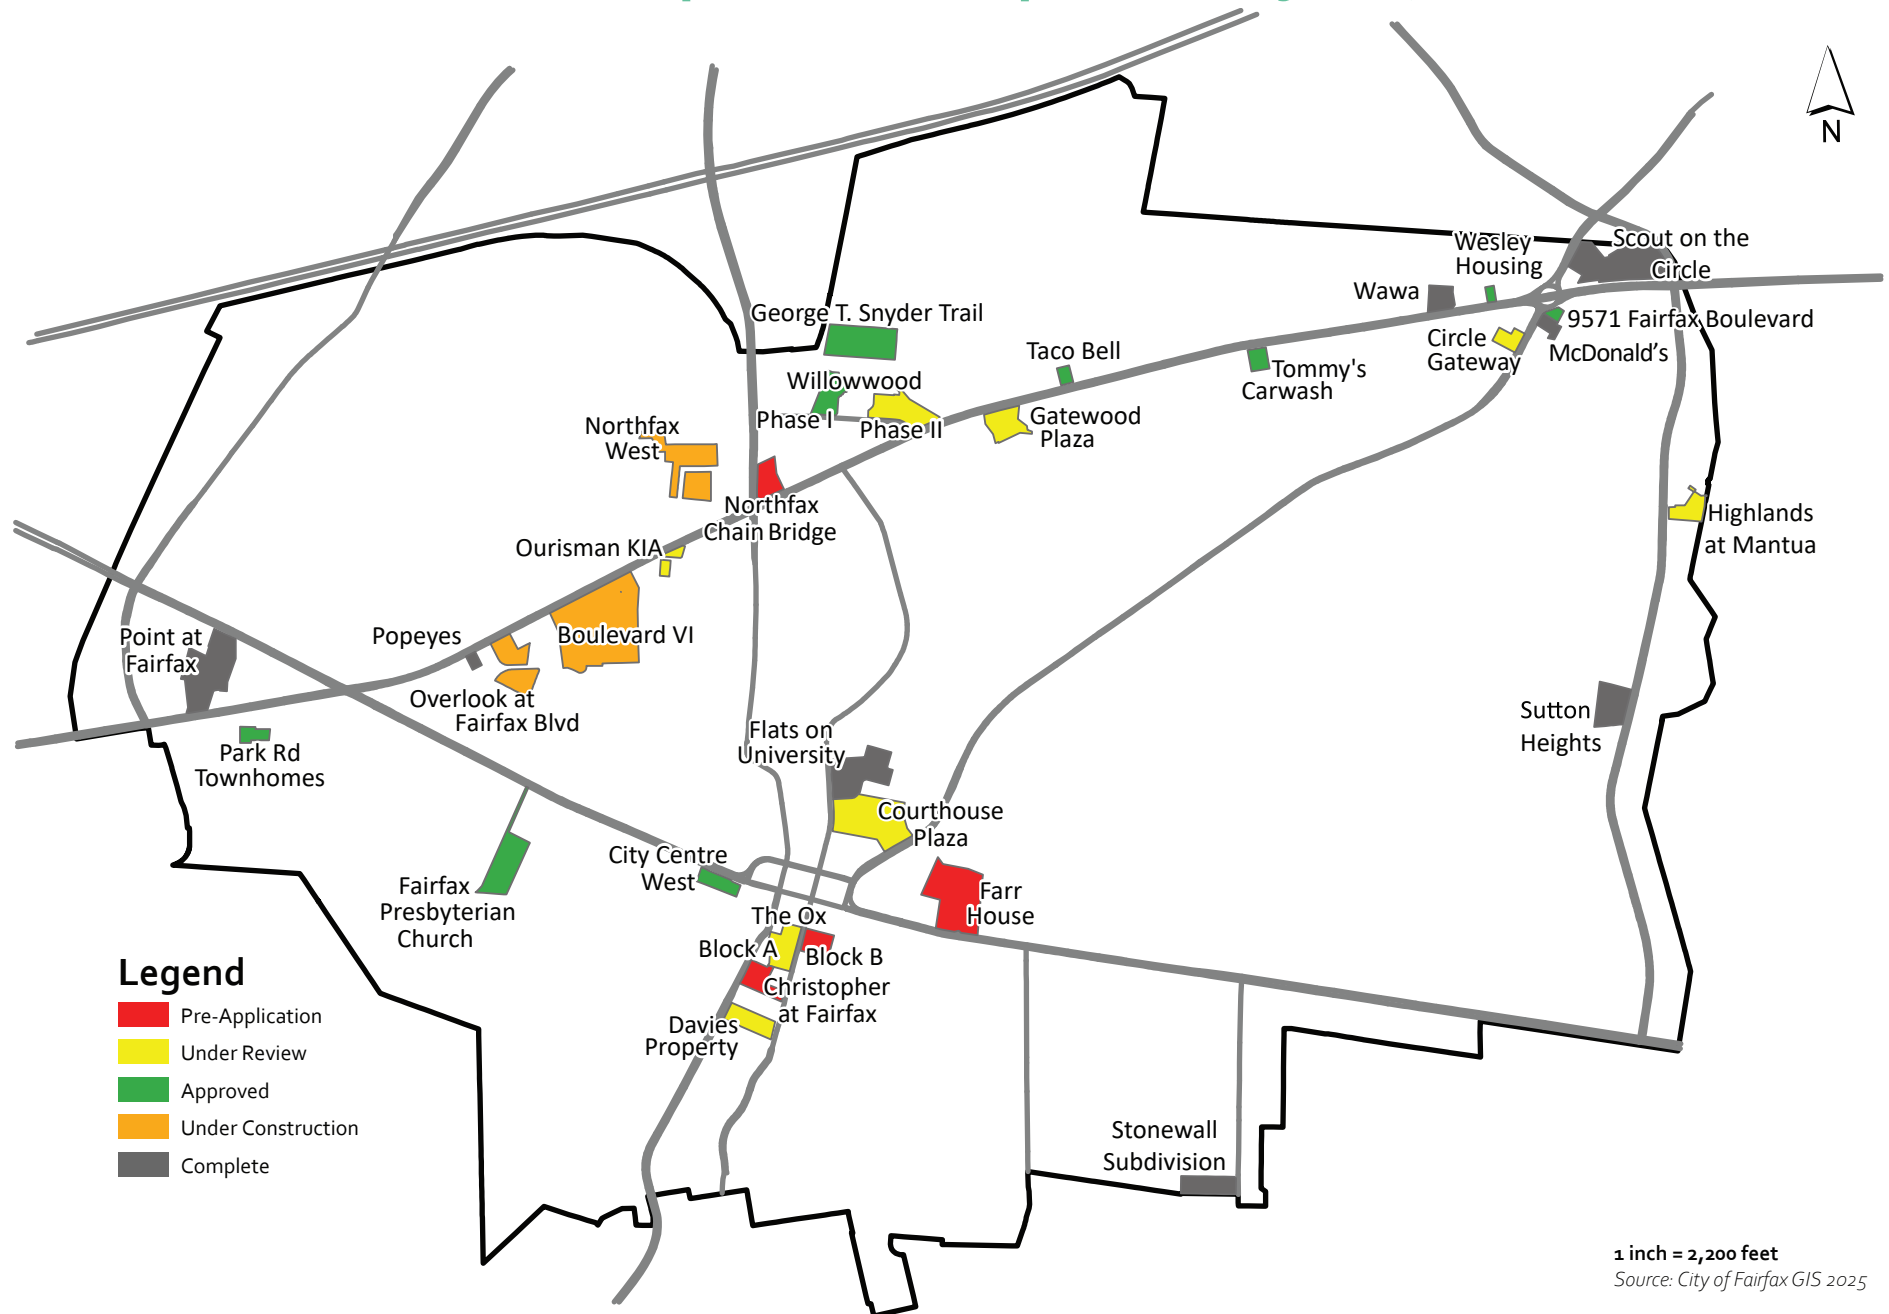 N
Wesley
Housing
Scout on the
Circle
Wawa
George T. Snyder Trail
9571 Fairfax Boulevard
Circle
Gateway
McDonald's
Taco Bell
Tommy's
Carwash
Willowwood
Phase I
Phase II
Gatewood
Plaza
Northfax
West
Northfax
Chain Bridge
Highlands
at Mantua
Ourisman KIA
Point at
Fairfax
Popeyes
Boulevard VI
Overlook at
Fairfax Blvd
Sutton
Heights
Park Rd
Townhomes
Flats on
University
Courthouse
Plaza
City Centre
West
Fairfax
Presbyterian
Church
Farr
House
The Ox
Block A
Block B
Christopher
at Fairfax
Davies
Property
Legend
Pre-Application
Under Review
Approved
Under Construction
Complete
Stonewall
Subdivision
1 inch = 2,200 feet
Source: City of Fairfax GIS 2025